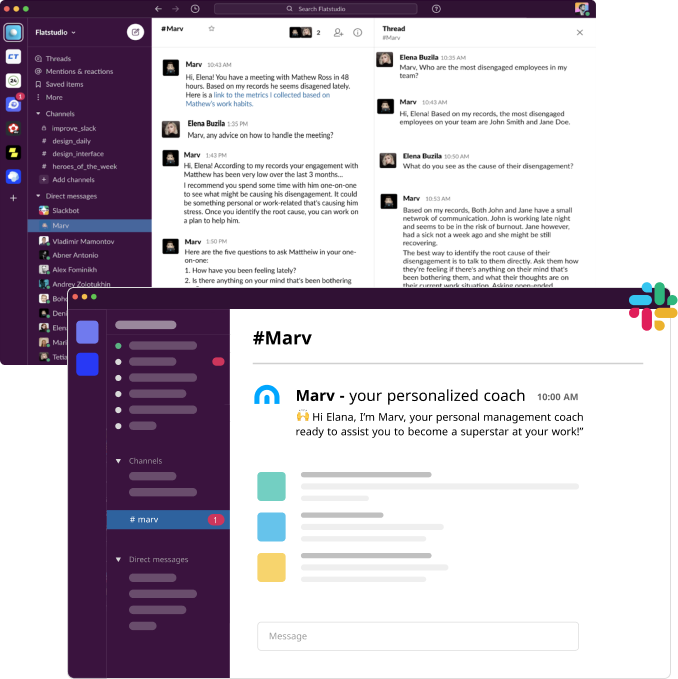 Search Flatstudio
Flatstudio
Threads
Mentions & reactions
Saved items
More
Channels
improve_slack
design_daily
design_interface
heroes_of_the_week
Add channels
Direct messages
Slackbot
Marv
Vladimir Mamontov
Abner Antonio
Alex Fominikh
Andrey Zolotukhin
CT
24
1
#Marv
2
Marv 10:43 AM
Hi, Elena! You have a meeting with Mathew Ross in 48
hours. Based on my records he seems disagened lately.
Here is a link to the metrics I collected based on
Mathew's work habits.
Elena Buzila 1:35 PM
Marv, any advice on how to handle the meeting?
Marv 1:43 PM
Hi, Elena! According to my records your engagement with
Matthew has been very low over the last 3 months...
I recommend you spend some time with him one-on-one
to see what might be causing his disengagement. It could
be something personal or work-related that's causing him
stress. Once you identify the root cause, you can work on
a plan to help him.
Marv 1:50 PM
Here are the five questions to ask Mattheiw in your one-
on-one:
1. How have you been feeling lately?
2. Is there anything on your mind that's been bothering
Thread
#Marv
Elena Buzila 10:35 AM
Marv, Who are the most disengaged employees in my
team?
Marv 10:43 AM
Hi, Elena! Based on my records, the most disengaged
employees on your team are John Smith and Jane Doe.
Elena Buzila 10:50 AM
What do you see as the cause of their disengagement?
Marv 10:53 AM
Based on my records, Both John and Jane have a small
netwrok of communication. John is working late night
and seems to be in the risk of burnout. Jane however,
had a sick not a week ago and she might be still
recovering.
The best way to identify the root cause of their
disengagement is to talk to them directly. Ask them how
they're feeling if there's anything on their mind that's
been bothering them, what their thoughts are on
their current work situation. Asking open-ended
Channels
# marv 1
Direct messages
#Marv
Marv - your personalized coach 10:00 AM
🙌 Hi Elana, I'm Marv, your personal management coach
ready to assist you to become a superstar at your work!”
Message